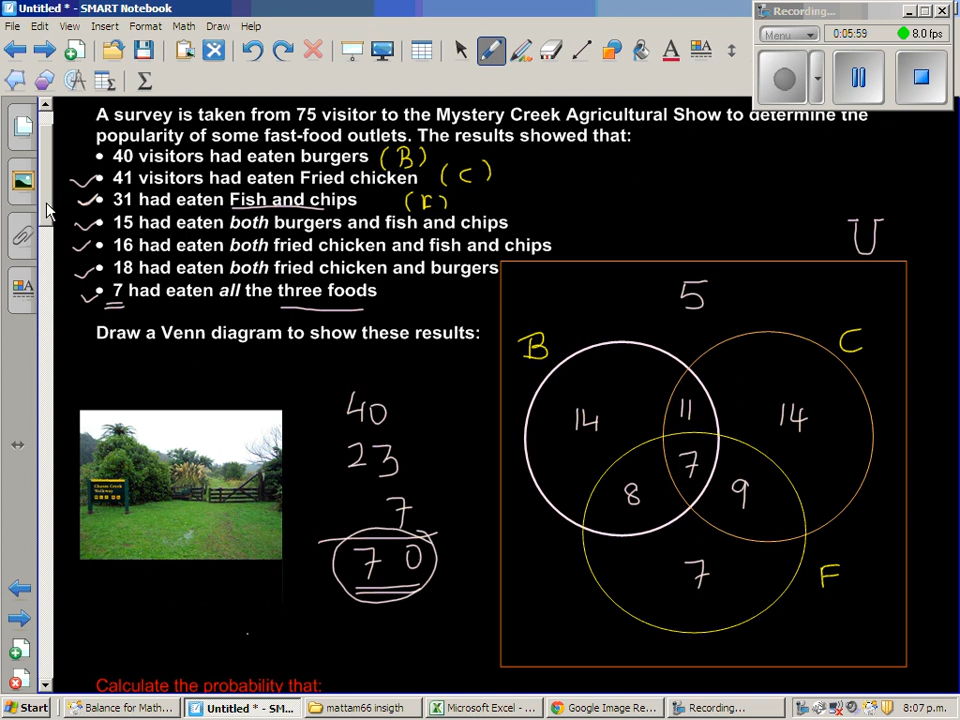 Untitled * - SMART Notebook
Recording...
File Edit View Insert Format Tools Math Draw Help
Menu
0:05:59
8.0 fps
A survey is taken from 75 visitor to the Mystery Creek Agricultural Show to determine the
popularity of some fast-food outlets. The results showed that:
• 40 visitors had eaten burgers (B)
• 41 visitors had eaten Fried chicken (C)
• 31 had eaten Fish and chips (F)
• 15 had eaten both burgers and fish and chips
• 16 had eaten both fried chicken and fish and chips
• 18 had eaten both fried chicken and burgers
• 7 had eaten all the three foods
Draw a Venn diagram to show these results:
U
5
B
C
14
11
14
7
8
9
7
F
40
23
7
70
Calculate the probability that:
Start
Balance for Math...
Untitled * - SM...
mattam66 insigth
Microsoft Excel - ...
Google Image Re...
Recording...
8:07 p.m.